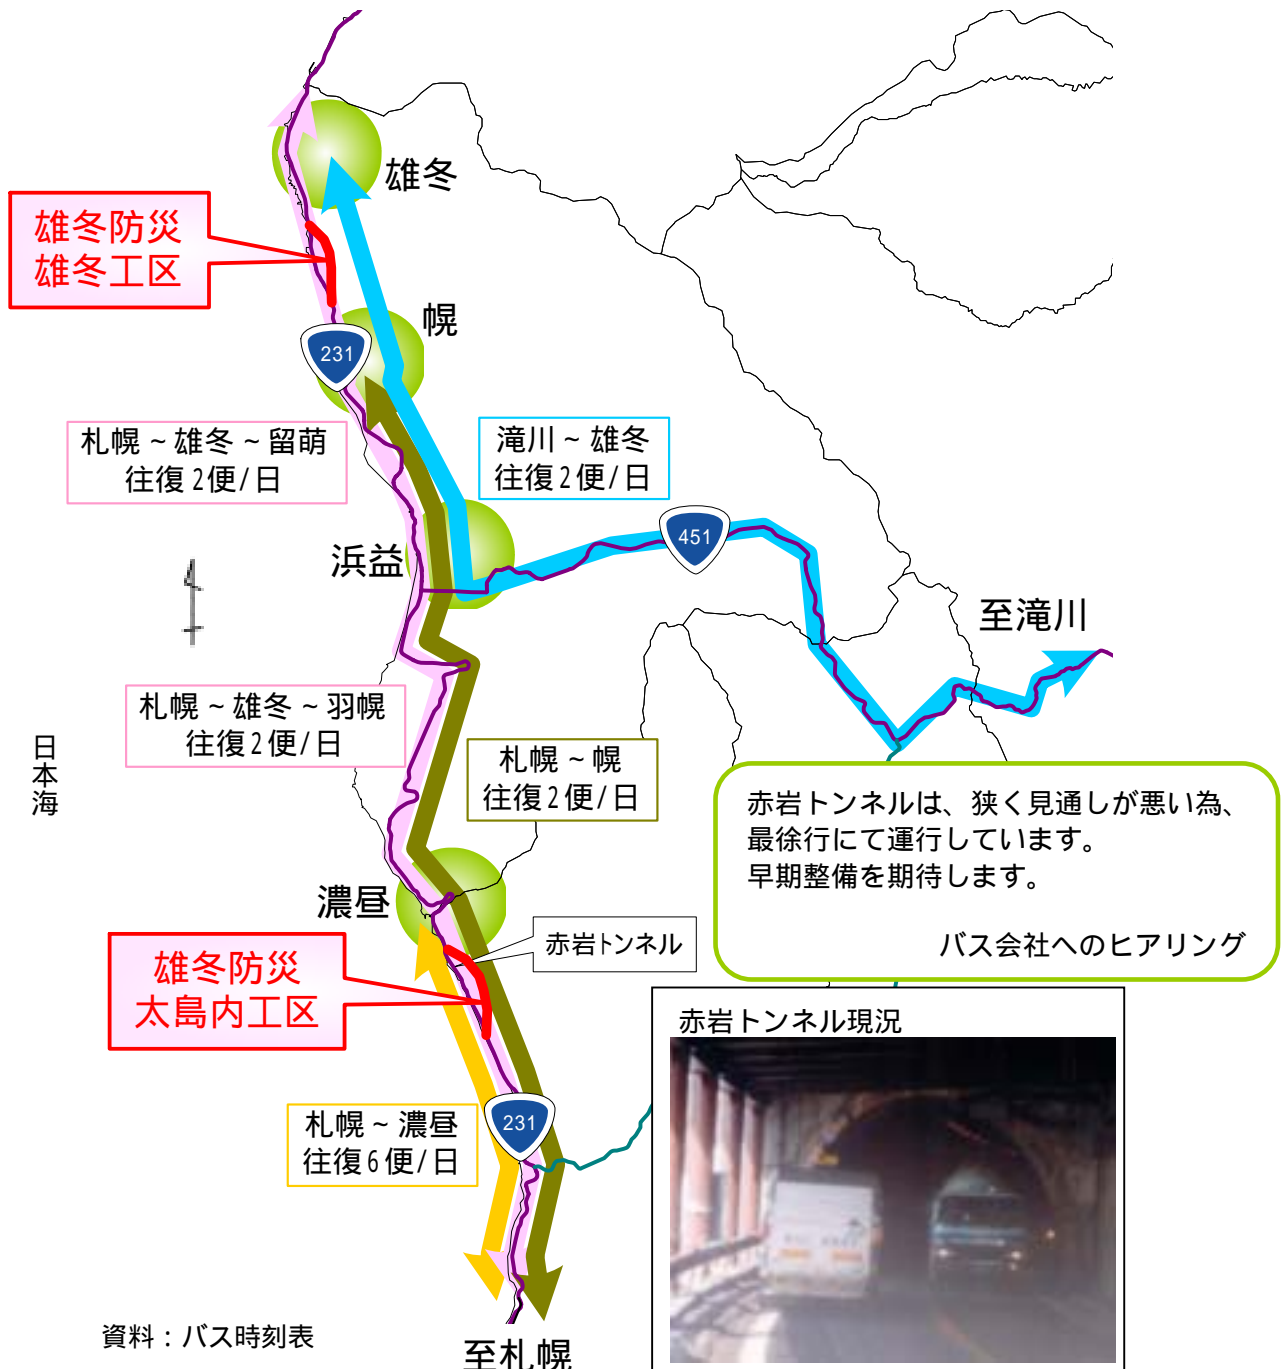 雄冬
雄冬防災
雄冬工区
幌
231
札幌～雄冬～留萌
往復2便/日
滝川～雄冬
往復2便/日
451
浜益
至滝川
札幌～雄冬～羽幌
往復2便/日
日本海
札幌～幌
往復2便/日
赤岩トンネルは、狭く見通しが悪い為、
最徐行にて運行しています。
早期整備を期待します。
バス会社へのヒアリング
濃昼
赤岩トンネル
雄冬防災
太島内工区
赤岩トンネル現況
札幌～濃昼
往復6便/日
231
資料：バス時刻表
至札幌